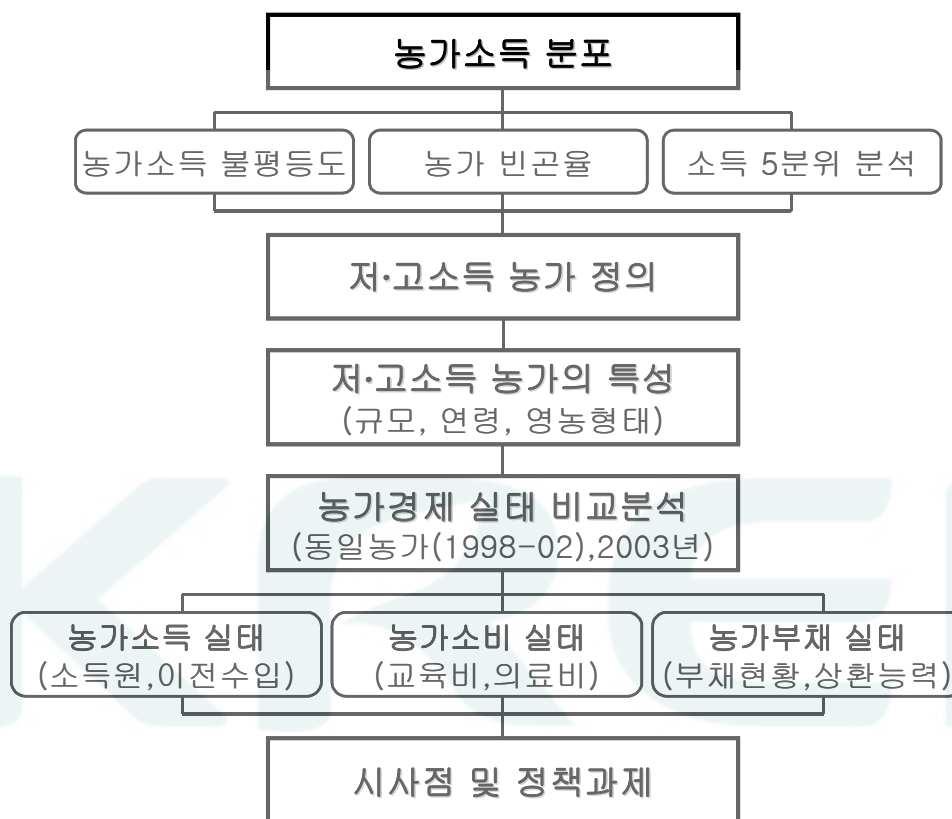 농가소득 분포
농가소득 불평등도
농가 빈곤율
소득 5분위 분석
저·고소득 농가 정의
저·고소득 농가의 특성
(규모, 연령, 영농형태)
농가경제 실태 비교분석
(동일농가(1998-02),2003년)
농가소득 실태
(소득원,이전수입)
농가소비 실태
(교육비,의료비)
농가부채 실태
(부채현황,상환능력)
시사점 및 정책과제
KREI